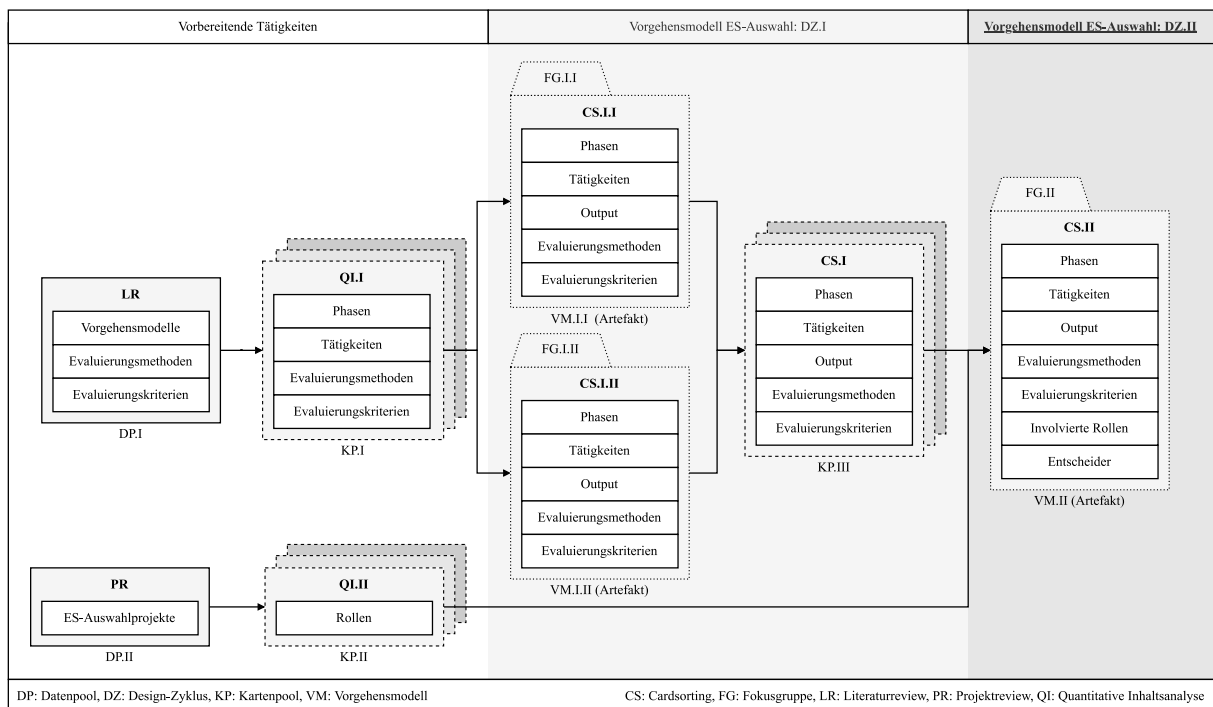 Vorbereitende Tätigkeiten
Vorgehensmodell ES-Auswahl: DZ.I
Vorgehensmodell ES-Auswahl: DZ.II
LR
Vorgehensmodelle
Evaluierungsmethoden
Evaluierungskriterien
DP.I
QI.I
Phasen
Tätigkeiten
Evaluierungsmethoden
Evaluierungskriterien
KP.I
PR
ES-Auswahlprojekte
DP.II
QI.II
Rollen
KP.II
FG.I.I
CS.I.I
Phasen
Tätigkeiten
Output
Evaluierungsmethoden
Evaluierungskriterien
VM.I.I (Artefakt)
FG.I.II
CS.I.II
Phasen
Tätigkeiten
Output
Evaluierungsmethoden
Evaluierungskriterien
VM.I.II (Artefakt)
CS.I
Phasen
Tätigkeiten
Output
Evaluierungsmethoden
Evaluierungskriterien
KP.III
FG.II
CS.II
Phasen
Tätigkeiten
Output
Evaluierungsmethoden
Evaluierungskriterien
Involvierte Rollen
Entscheider
VM.II (Artefakt)
DP: Datenpool, DZ: Design-Zyklus, KP: Kartenpool, VM: Vorgehensmodell
CS: Cardsorting, FG: Fokusgruppe, LR: Literaturreview, PR: Projektreview, QI: Quantitative Inhaltsanalyse